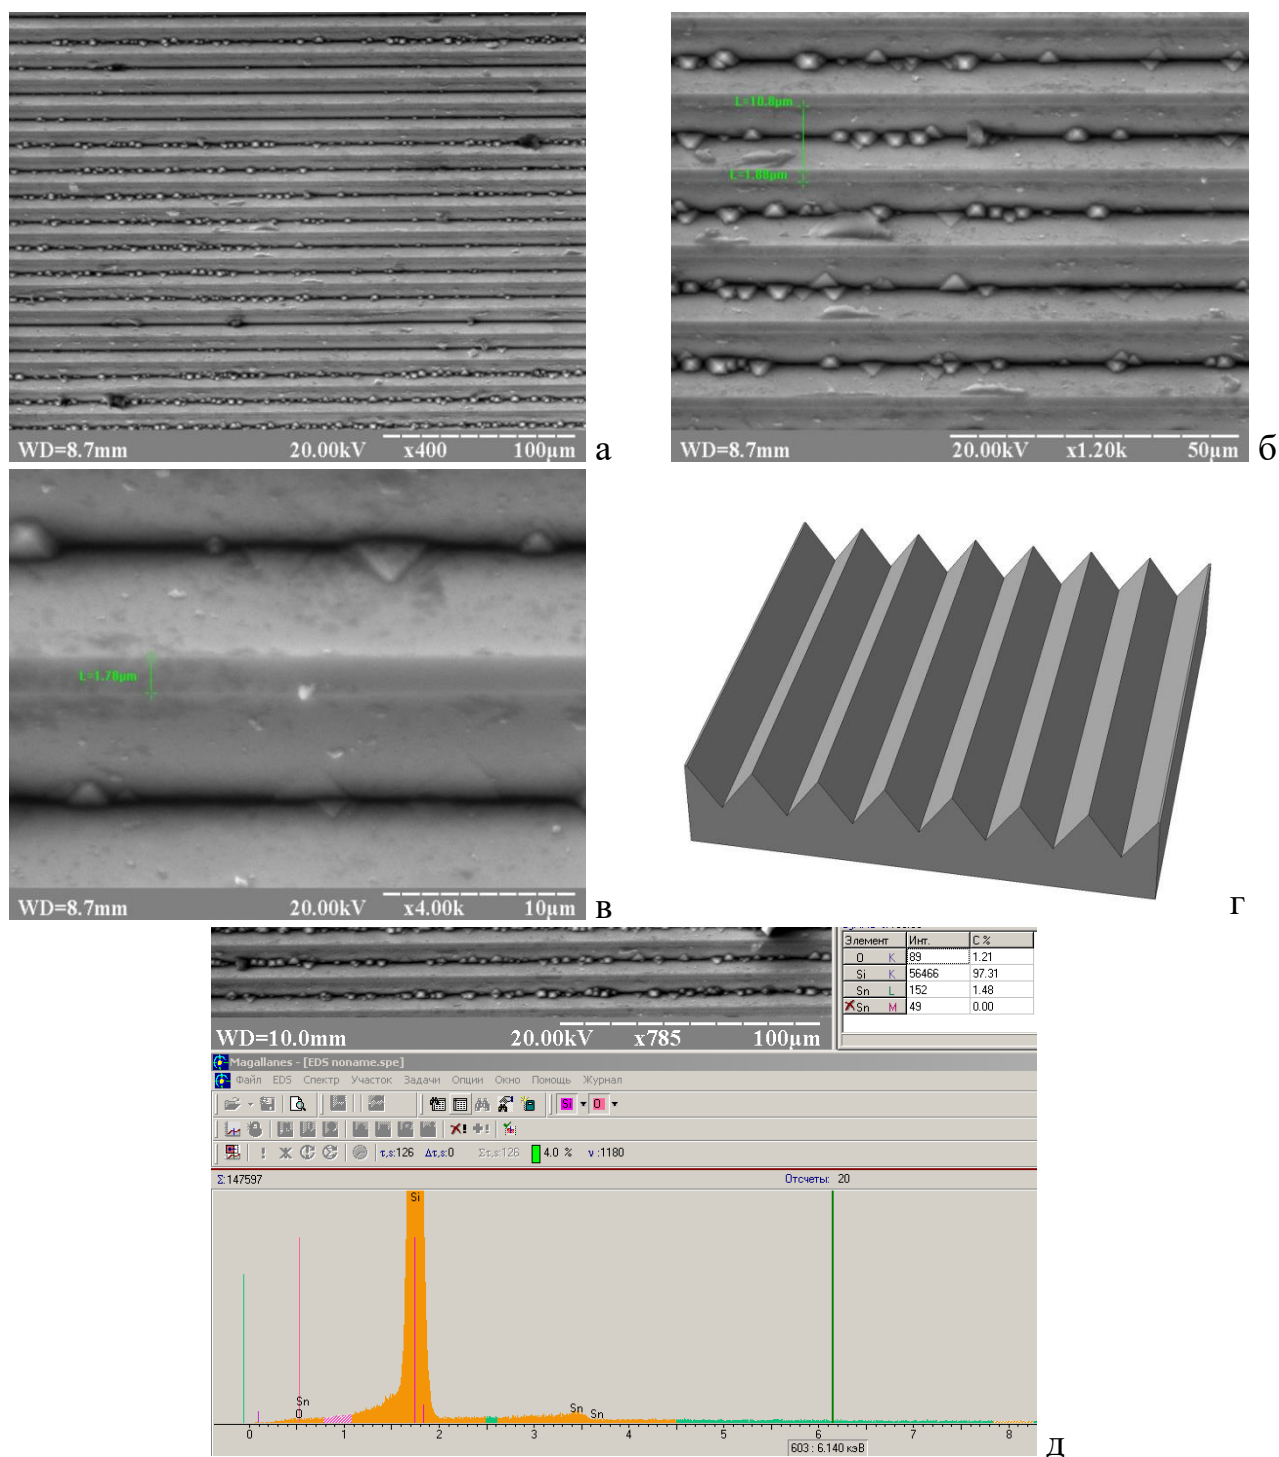 WD=8.7mm 20.00kV x400 100µm а
L=10.8µm
L=1.88µm
WD=8.7mm 20.00kV x1.20k 50µm б
L=1.78µm
WD=8.7mm 20.00kV x4.00k 10µm в
г
WD=10.0mm 20.00kV x785 100µm
Элемент Инт. C %
O K 89 1.21
Si K 56466 97.31
Sn L 152 1.48
Sn M 49 0.00
Magallanes - [EDS noname.spe]
Файл EDS Спектр Участок Задачи Опции Окно Помощь Журнал
Si O
τ,s:126 Δτ,s:0 Στ,s:126 4.0 % ν :1180
Σ:147597 Отсчеты: 20
Si
Sn
O
Sn
Sn
0 1 2 3 4 5 6 7 8
603 : 6.140 кэВ
д